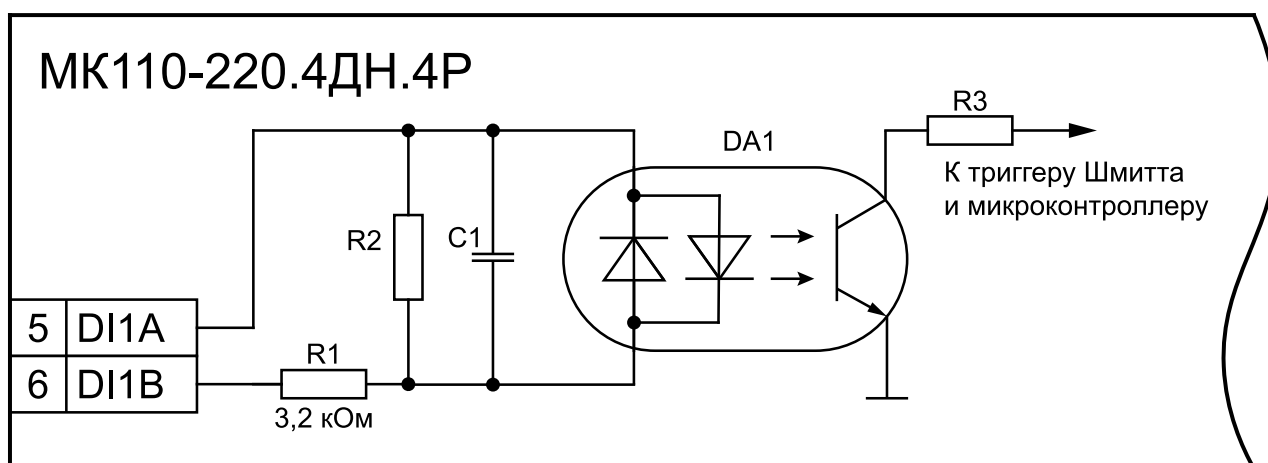 МК110-220.4ДН.4Р
R3
DA1
К триггеру Шмитта
и микроконтроллеру
R2
C1
5 DI1A
R1
6 DI1B
3,2 кОм